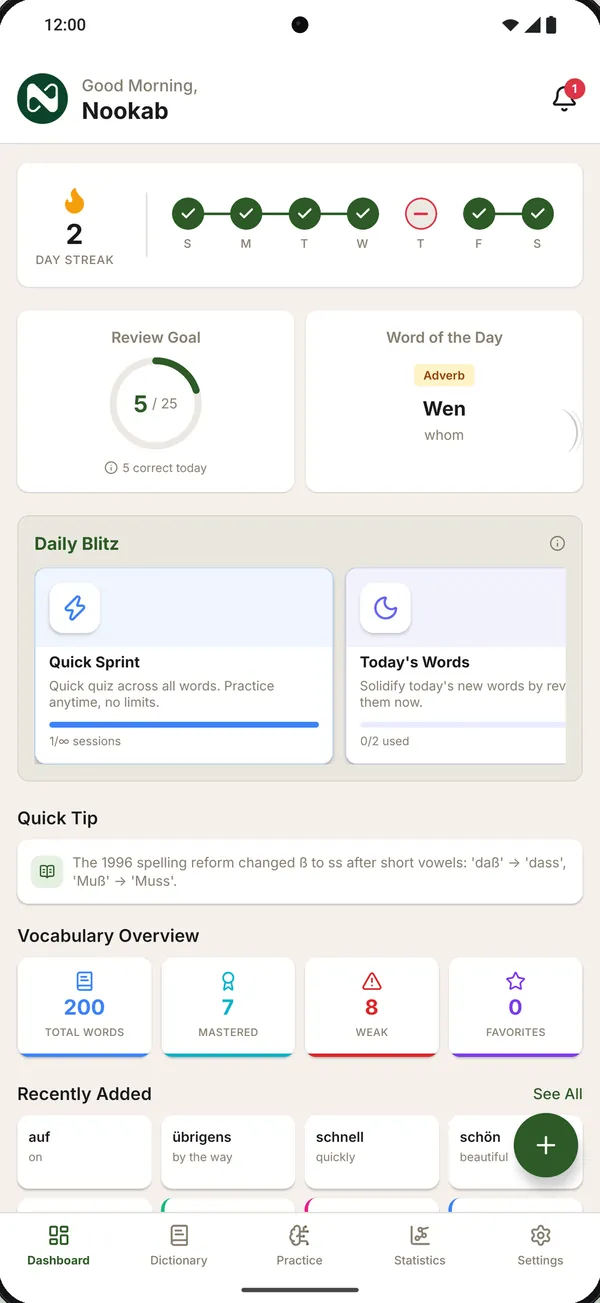 12:00
Good Morning,
Nookab
1
2
DAY STREAK
S M T W T F S
Review Goal
5 / 25
5 correct today
Word of the Day
Adverb
Wen
whom
Daily Blitz
Quick Sprint
Quick quiz across all words. Practice
anytime, no limits.
1/∞ sessions
Today's Words
Solidify today's new words by rev
them now.
0/2 used
Quick Tip
The 1996 spelling reform changed ß to ss after short vowels: 'daß' → 'dass',
'Muß' → 'Muss'.
Vocabulary Overview
200
TOTAL WORDS
7
MASTERED
8
WEAK
0
FAVORITES
Recently Added
See All
auf
on
übrigens
by the way
schnell
quickly
schön
beautiful
Dashboard
Dictionary
Practice
Statistics
Settings